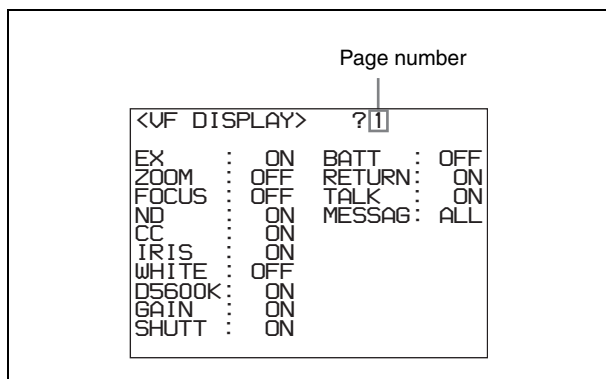 Page number
<VF DISPLAY> ?1
EX : ON BATT : OFF
ZOOM : OFF RETURN: ON
FOCUS : OFF TALK : ON
ND : ON MESSAG: ALL
CC : ON
IRIS : ON
WHITE : OFF
D5600K: ON
GAIN : ON
SHUTT : ON